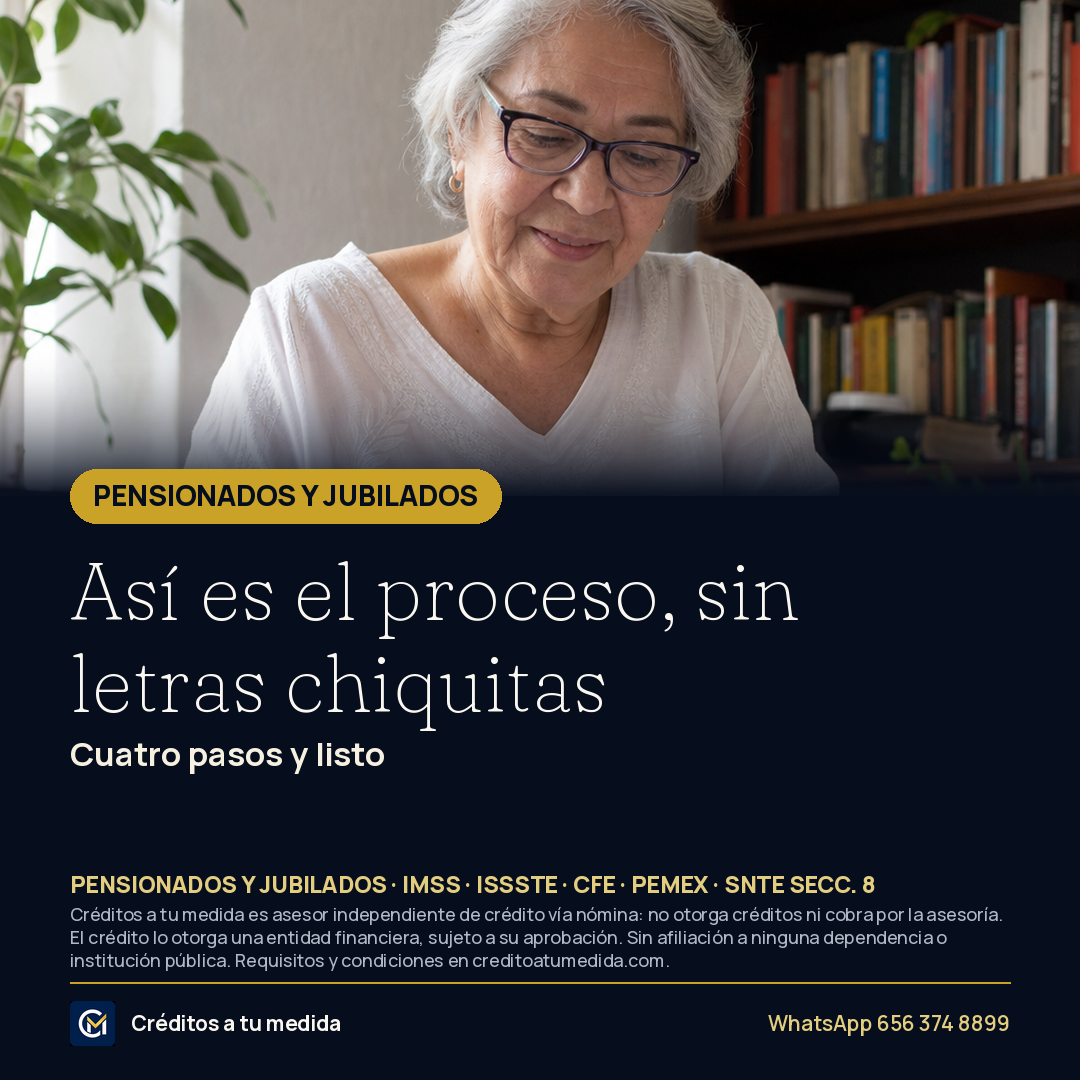 PENSIONADOS Y JUBILADOS
Así es el proceso, sin
letras chiquitas
Cuatro pasos y listo
PENSIONADOS Y JUBILADOS · IMSS · ISSSTE · CFE · PEMEX · SNTE SECC. 8
Créditos a tu medida es asesor independiente de crédito vía nómina: no otorga créditos ni cobra por la asesoría.
El crédito lo otorga una entidad financiera, sujeto a su aprobación. Sin afiliación a ninguna dependencia o
institución pública. Requisitos y condiciones en creditoatumedida.com.
Créditos a tu medida
WhatsApp 656 374 8899